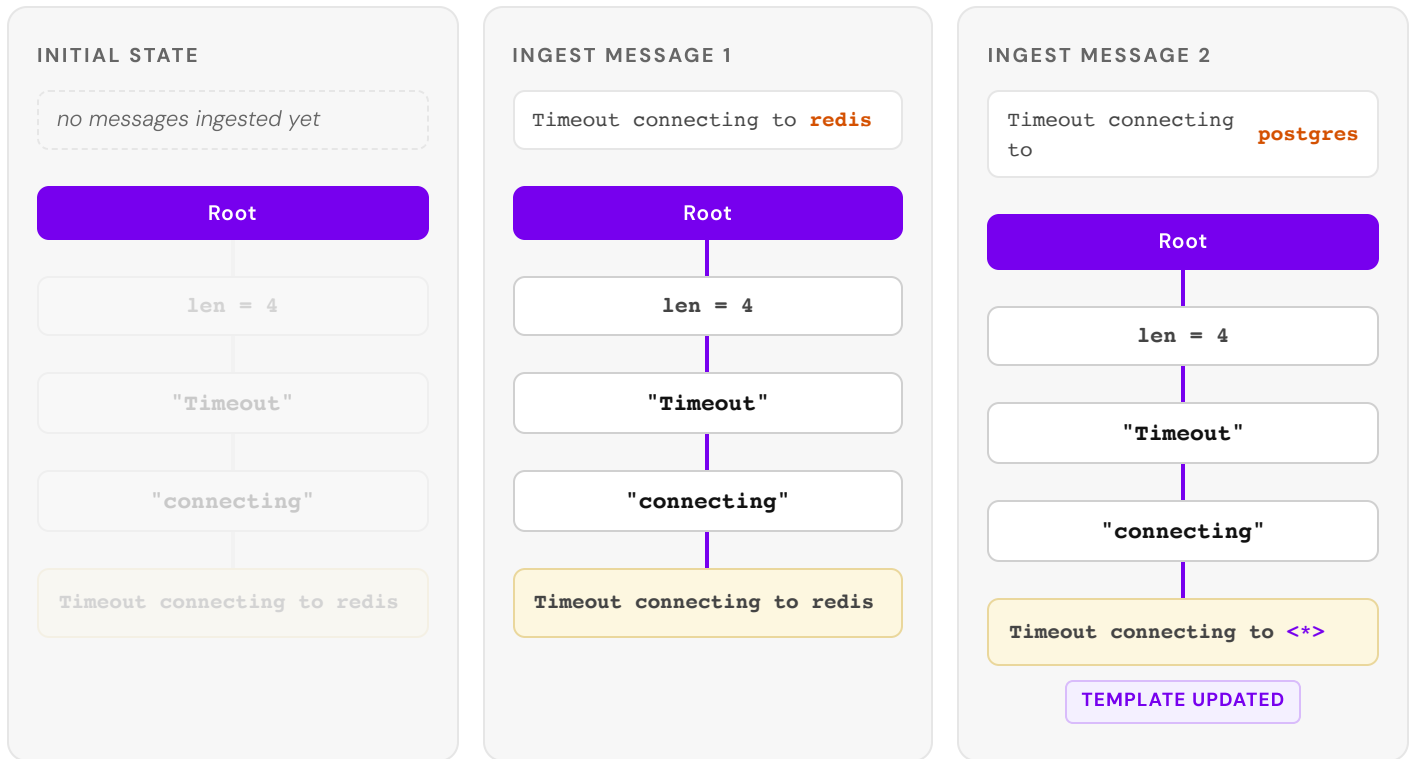 INITIAL STATE
no messages ingested yet
Root
len = 4
"Timeout"
"connecting"
Timeout connecting to redis
INGEST MESSAGE 1
Timeout connecting to redis
Root
len = 4
"Timeout"
"connecting"
Timeout connecting to redis
INGEST MESSAGE 2
Timeout connecting
to
postgres
Root
len = 4
"Timeout"
"connecting"
Timeout connecting to <*>
TEMPLATE UPDATED